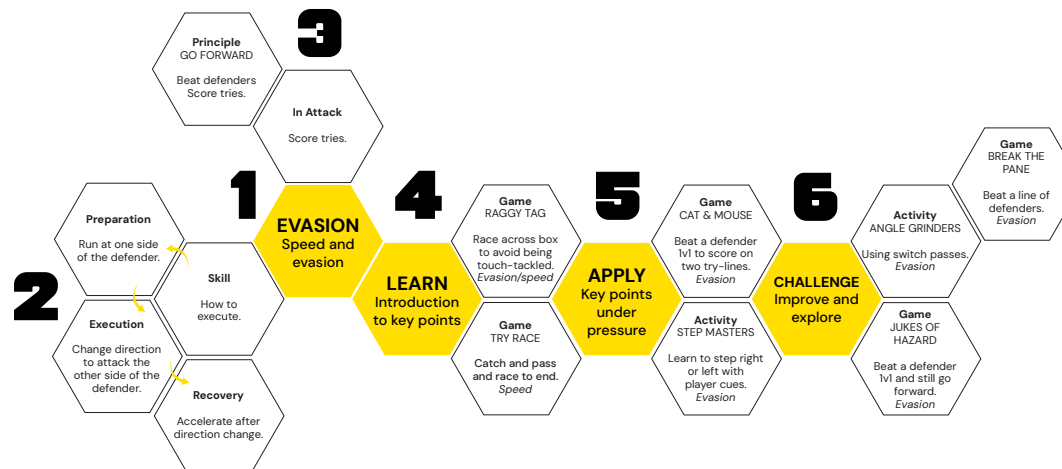 3
Principle
GO FORWARD
Beat defenders
Score tries.
In Attack
Score tries.
1
EVASION
Speed and
evasion
2
Preparation
Run at one side
of the defender.
Skill
How to
execute.
Execution
Change direction
to attack the
other side of the
defender.
Recovery
Accelerate after
direction change.
4
LEARN
Introduction
to key points
Game
RAGGY TAG
Race across box
to avoid being
touch-tackled.
Evasion/speed
Game
TRY RACE
Catch and pass
and race to end.
Speed
5
APPLY
Key points
under
pressure
Game
CAT & MOUSE
Beat a defender
1v1 to score on
two try-lines.
Evasion
Activity
STEP MASTERS
Learn to step right
or left with
player cues.
Evasion
6
CHALLENGE
Improve and
explore
Activity
ANGLE GRINDERS
Using switch passes.
Evasion
Game
BREAK THE
PANE
Beat a line of
defenders.
Evasion
Game
JUKES OF
HAZARD
Beat a defender
1v1 and still go
forward.
Evasion